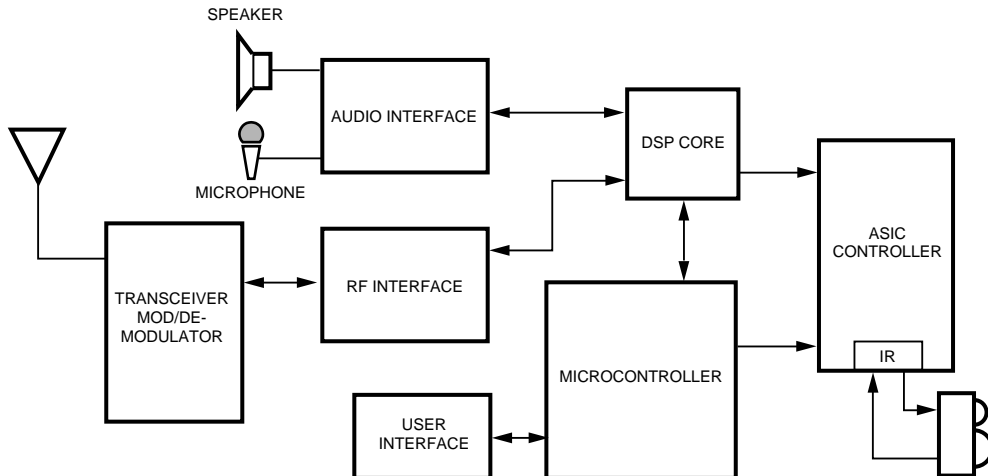 SPEAKER
AUDIO INTERFACE
DSP CORE
MICROPHONE
ASIC
CONTROLLER
TRANSCEIVER
MOD/DE-
MODULATOR
RF INTERFACE
IR
MICROCONTROLLER
USER
INTERFACE